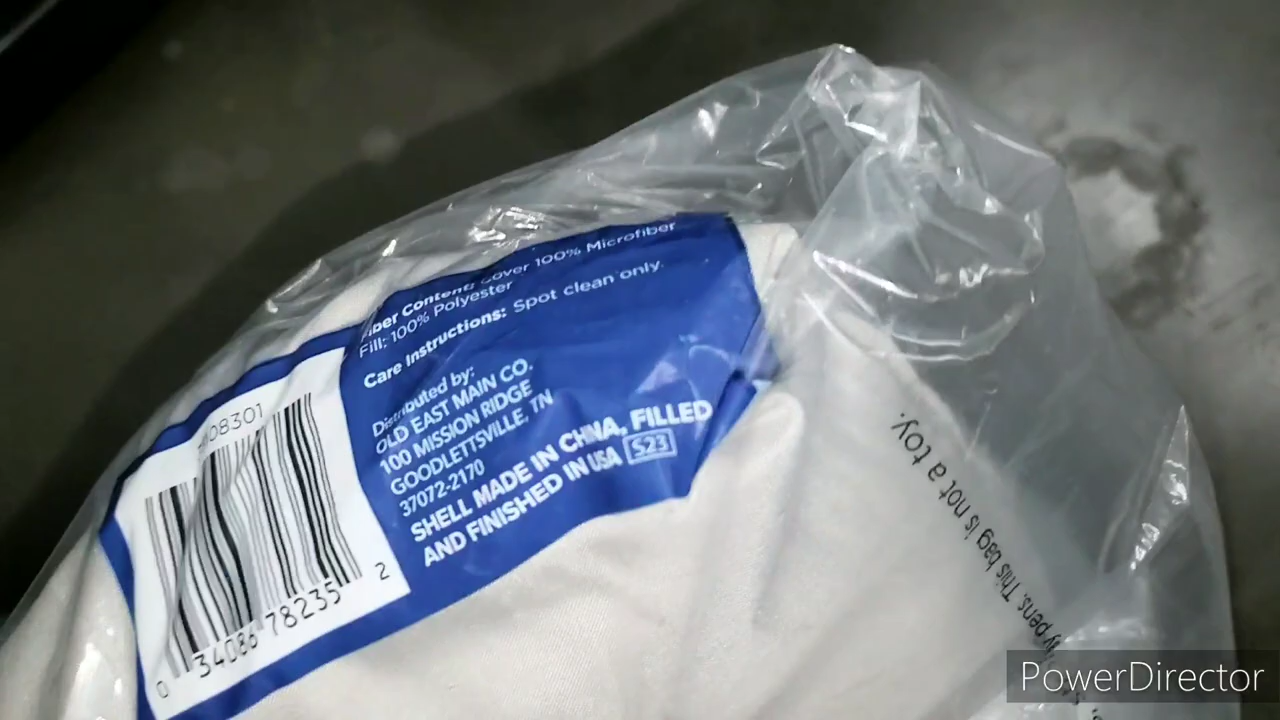 Fiber Content: Cover 100% Microfiber
Fill: 100% Polyester
Care Instructions: Spot clean only.
Distributed by:
OLD EAST MAIN CO.
100 MISSION RIDGE
GOODLETTSVILLE, TN
37072-2170
SHELL MADE IN CHINA, FILLED
AND FINISHED IN USA S23
08301
0 34086 78235 2
pens. This bag is not a toy.
PowerDirector